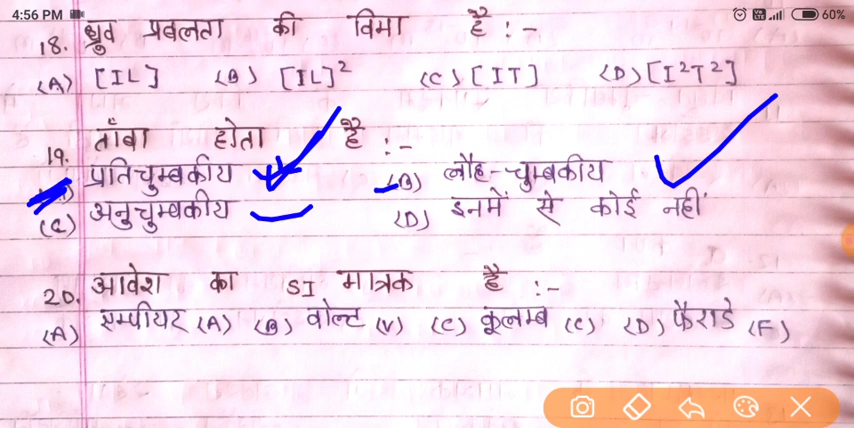 4:56 PM 60%
18. ध्रुव प्रबलता की विमा है :-
(A) [IL] (B) [IL]² (C) [IT] (D) [I²T²]
19. ताँबा होता है :-
प्रतिचुम्बकीय (B) लौह-चुम्बकीय
(C) अनुचुम्बकीय (D) इनमें से कोई नहीं
20. आवेश का SI मात्रक है :-
(A) एम्पीयर (A) (B) वोल्ट (V) (C) कूलम्ब (C) (D) फैराडे (F)